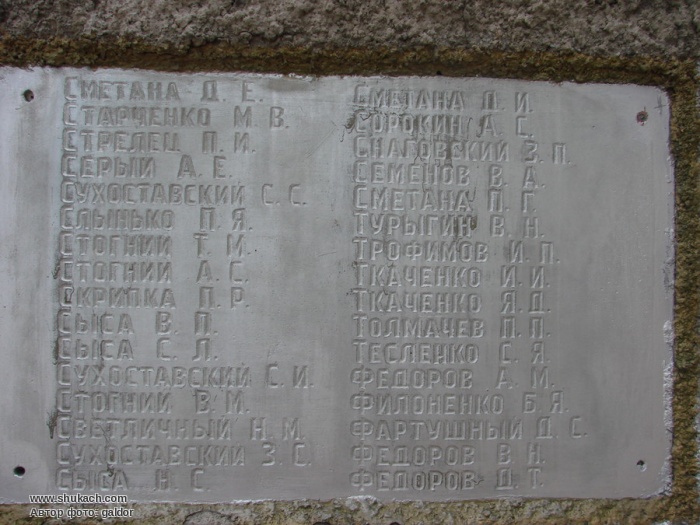 Сметана Д. Е.
Старченко М. В.
Стрелец П. И.
Серый А. Е.
Сухоставский С. С.
Слынько П. Я.
Стогний Т. М.
Стогний А. С.
Скрипка П. Р.
Сыса В. П.
Сыса С. Л.
Сухоставский С. И.
Стогний В. М.
Светличный Н. М.
Сухоставский З. С.
Сыса Н. С.
Сметана Л. И.
Сорокин А. С.
Снаговский З. П.
Семенов В. А.
Сметана П. Г.
Турыгин В. Н.
Трофимов И. П.
Ткаченко И. И.
Ткаченко Я. Д.
Толмачев П. П.
Тесленко С. Я.
Федоров А. М.
Филоненко Б. Я.
Фартушный Д. С.
Федоров В. Н.
Федоров Д. Т.
www.shukach.com
Автор фото: galdor